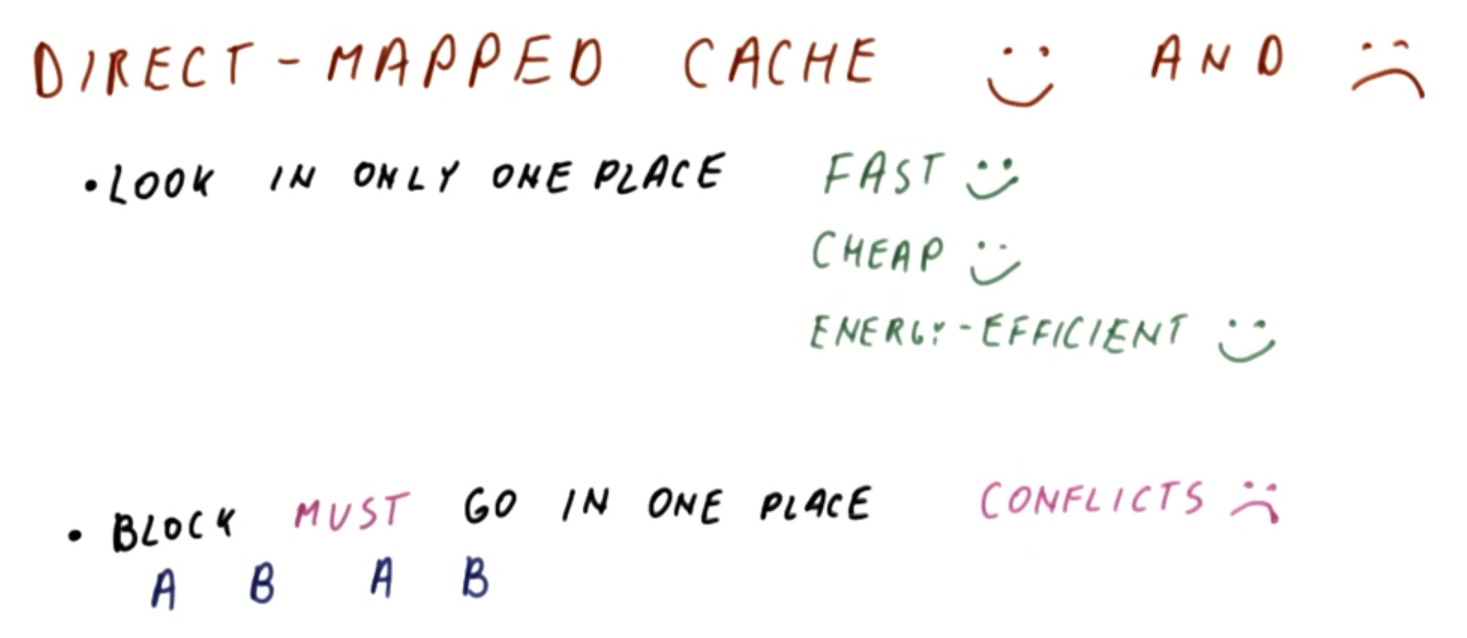 DIRECT-MAPPED CACHE AND
• LOOK IN ONLY ONE PLACE FAST
CHEAP
ENERGY-EFFICIENT
• BLOCK MUST GO IN ONE PLACE CONFLICTS
A B A B